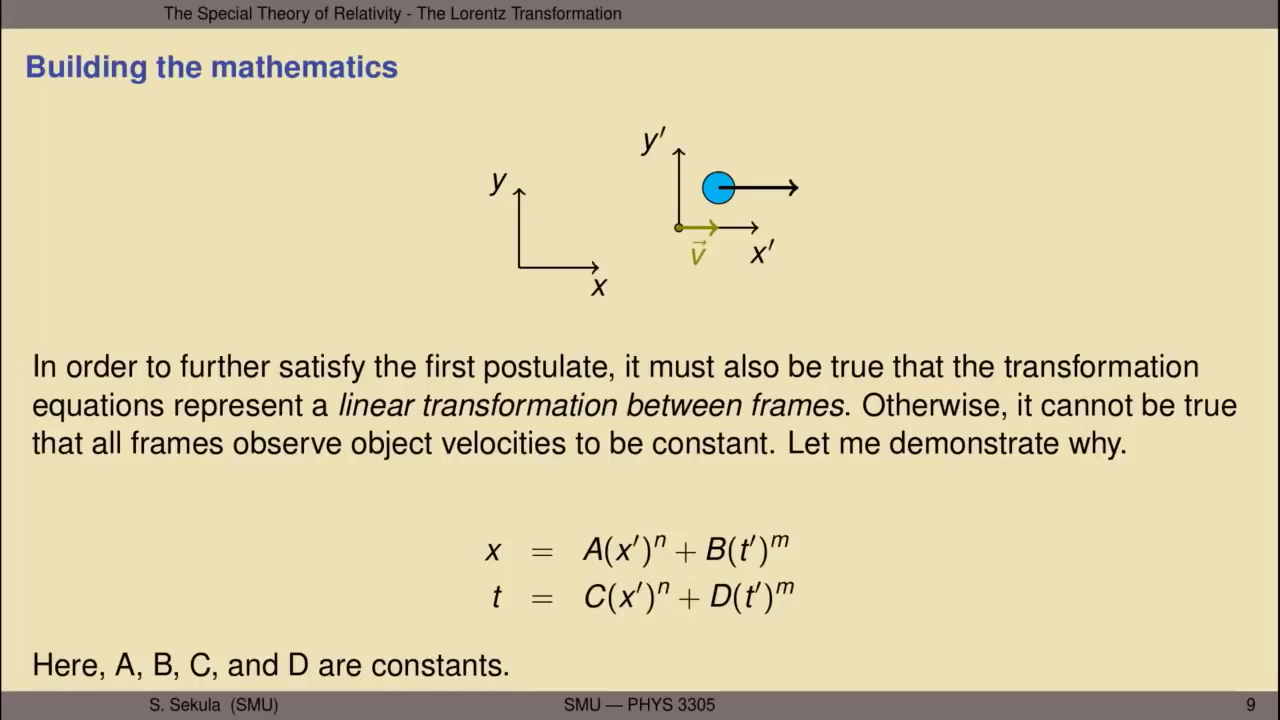 The Special Theory of Relativity - The Lorentz Transformation
Building the mathematics
y′
y
v⃗
x′
x
In order to further satisfy the first postulate, it must also be true that the transformation
equations represent a linear transformation between frames. Otherwise, it cannot be true
that all frames observe object velocities to be constant. Let me demonstrate why.
x = A(x′)ⁿ + B(t′)ᵐ
t = C(x′)ⁿ + D(t′)ᵐ
Here, A, B, C, and D are constants.
S. Sekula (SMU) SMU — PHYS 3305 9